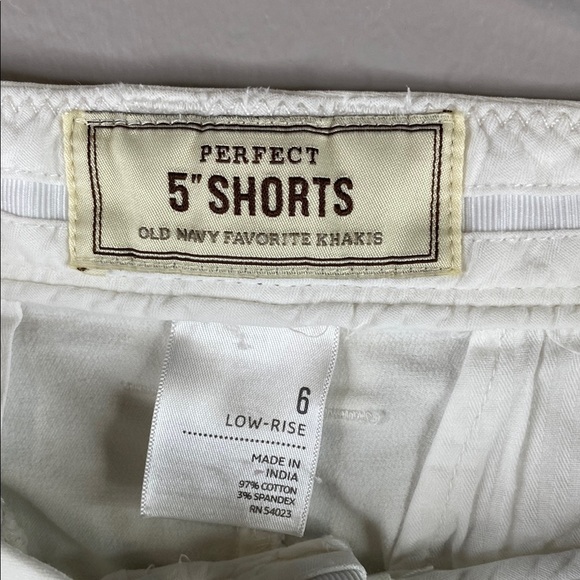 PERFECT
5" SHORTS
OLD NAVY FAVORITE KHAKIS
6
LOW-RISE
MADE IN
INDIA
97% COTTON
3% SPANDEX
RN 54023